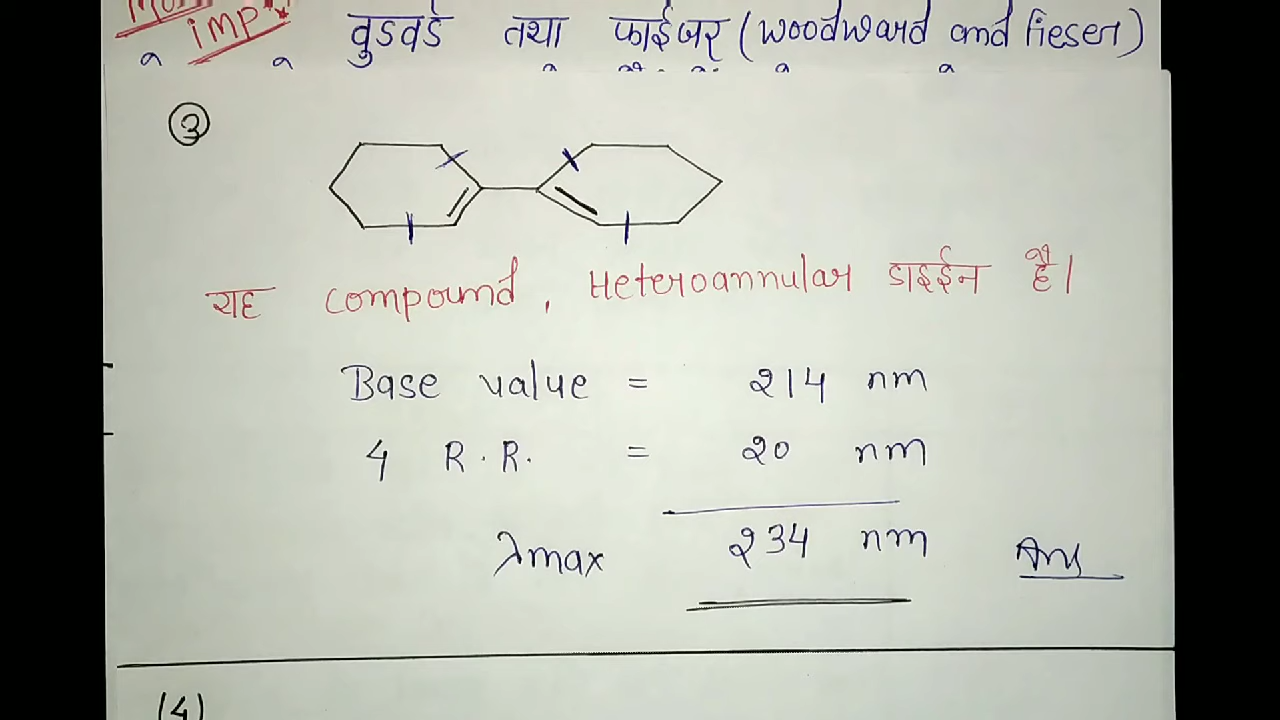 imp
वुडवर्ड तथा फाईजर (woodward and fieser)
3
यह compound, Heteroannular डाईईन है।
Base value = 214 nm
4 R.R. = 20 nm
λmax 234 nm Ans
(4)